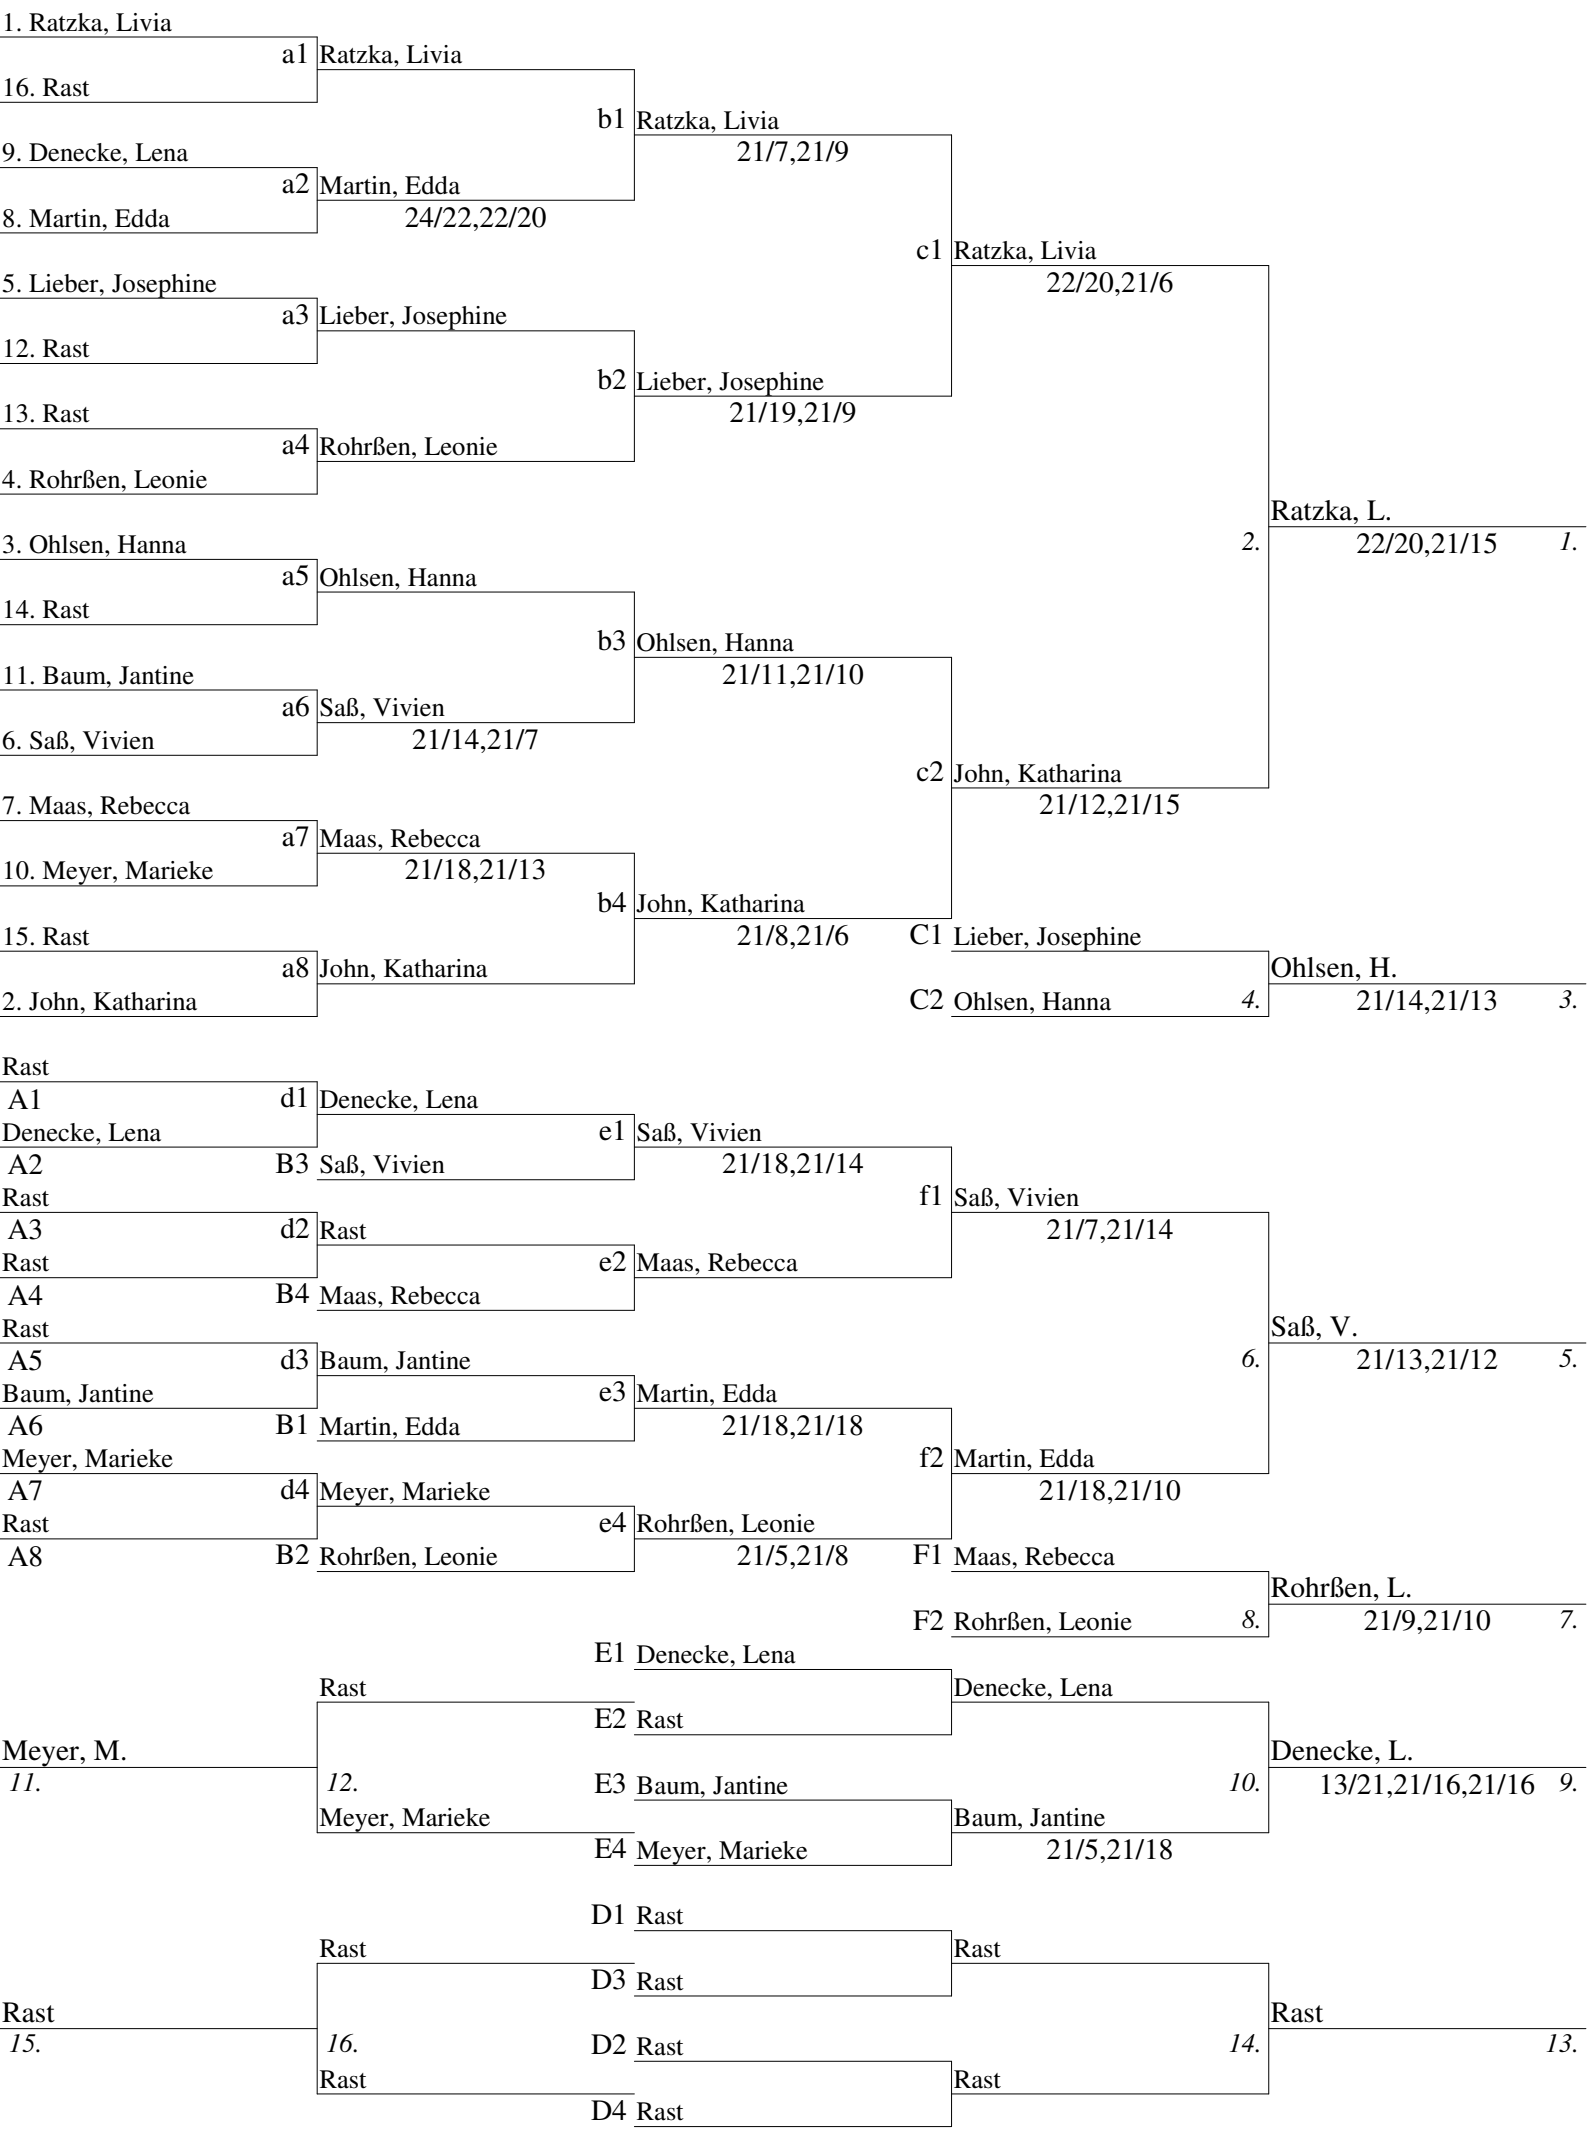 1. Ratzka, Livia
a1 Ratzka, Livia
16. Rast
b1 Ratzka, Livia
21/7,21/9
9. Denecke, Lena
a2 Martin, Edda
24/22,22/20
8. Martin, Edda
c1 Ratzka, Livia
22/20,21/6
5. Lieber, Josephine
a3 Lieber, Josephine
12. Rast
b2 Lieber, Josephine
21/19,21/9
13. Rast
a4 Rohrßen, Leonie
4. Rohrßen, Leonie
Ratzka, L.
2. 22/20,21/15 1.
3. Ohlsen, Hanna
a5 Ohlsen, Hanna
14. Rast
b3 Ohlsen, Hanna
21/11,21/10
11. Baum, Jantine
a6 Saß, Vivien
21/14,21/7
6. Saß, Vivien
c2 John, Katharina
21/12,21/15
7. Maas, Rebecca
a7 Maas, Rebecca
21/18,21/13
10. Meyer, Marieke
b4 John, Katharina
21/8,21/6
15. Rast
C1 Lieber, Josephine
a8 John, Katharina
Ohlsen, H.
2. John, Katharina
C2 Ohlsen, Hanna 4. 21/14,21/13 3.
Rast
A1 d1 Denecke, Lena
Denecke, Lena
e1 Saß, Vivien
A2 B3 Saß, Vivien 21/18,21/14
Rast
f1 Saß, Vivien
A3 d2 Rast 21/7,21/14
Rast
e2 Maas, Rebecca
A4 B4 Maas, Rebecca
Rast
Saß, V.
A5 d3 Baum, Jantine 6. 21/13,21/12 5.
Baum, Jantine
e3 Martin, Edda
A6 B1 Martin, Edda 21/18,21/18
Meyer, Marieke
f2 Martin, Edda
A7 d4 Meyer, Marieke 21/18,21/10
Rast
e4 Rohrßen, Leonie
A8 B2 Rohrßen, Leonie 21/5,21/8 F1 Maas, Rebecca
Rohrßen, L.
F2 Rohrßen, Leonie 8. 21/9,21/10 7.
E1 Denecke, Lena
Rast
Denecke, Lena
E2 Rast
Meyer, M.
Denecke, L.
11. 12. E3 Baum, Jantine 10. 13/21,21/16,21/16 9.
Meyer, Marieke
Baum, Jantine
E4 Meyer, Marieke 21/5,21/18
D1 Rast
Rast
Rast
D3 Rast
Rast
Rast
15. 16. D2 Rast 14. 13.
Rast
Rast
D4 Rast